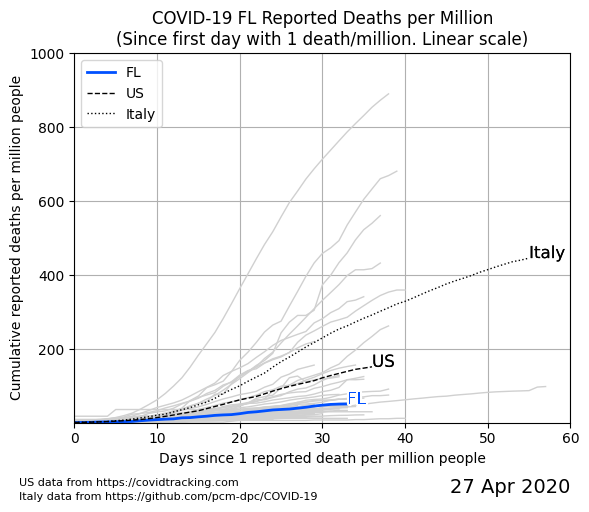 COVID-19 FL Reported Deaths per Million
(Since first day with 1 death/million. Linear scale)
Cumulative reported deaths per million people
1000
800
600
400
200
FL
US
Italy
Italy
US
FL
0
10
20
30
40
50
60
Days since 1 reported death per million people
US data from https://covidtracking.com
Italy data from https://github.com/pcm-dpc/COVID-19
27 Apr 2020